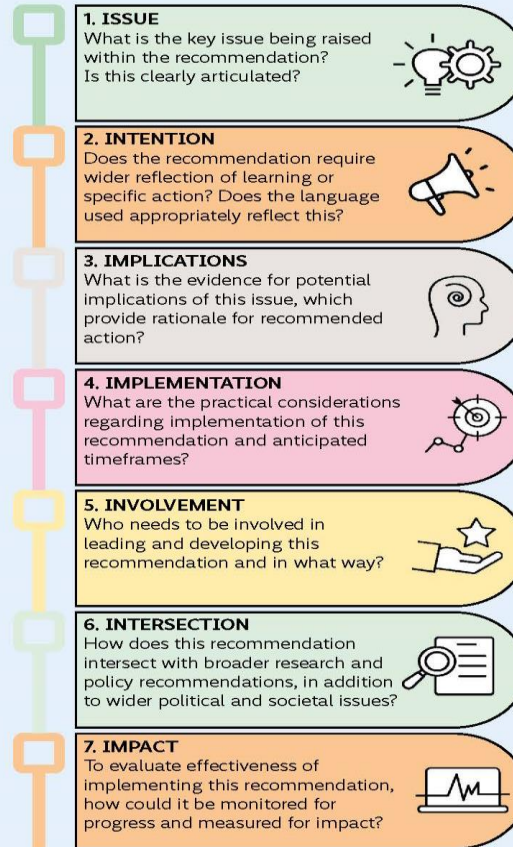 1. ISSUE
What is the key issue being raised
within the recommendation?
Is this clearly articulated?
2. INTENTION
Does the recommendation require
wider reflection of learning or
specific action? Does the language
used appropriately reflect this?
3. IMPLICATIONS
What is the evidence for potential
implications of this issue, which
provide rationale for recommended
action?
4. IMPLEMENTATION
What are the practical considerations
regarding implementation of this
recommendation and anticipated
timeframes?
5. INVOLVEMENT
Who needs to be involved in
leading and developing this
recommendation and in what way?
6. INTERSECTION
How does this recommendation
intersect with broader research and
policy recommendations, in addition
to wider political and societal issues?
7. IMPACT
To evaluate effectiveness of
implementing this recommendation,
how could it be monitored for
progress and measured for impact?